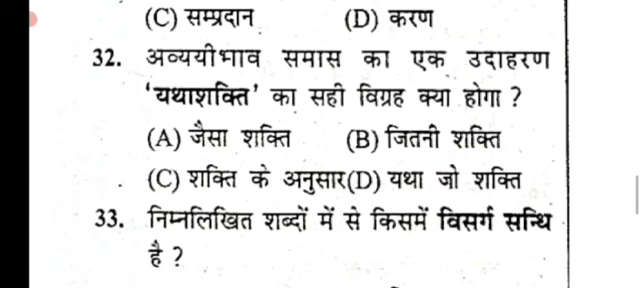 (C) सम्प्रदान (D) करण
32. अव्ययीभाव समास का एक उदाहरण
'यथाशक्ति' का सही विग्रह क्या होगा ?
(A) जैसा शक्ति (B) जितनी शक्ति
(C) शक्ति के अनुसार(D) यथा जो शक्ति
33. निम्नलिखित शब्दों में से किसमें विसर्ग सन्धि
है ?